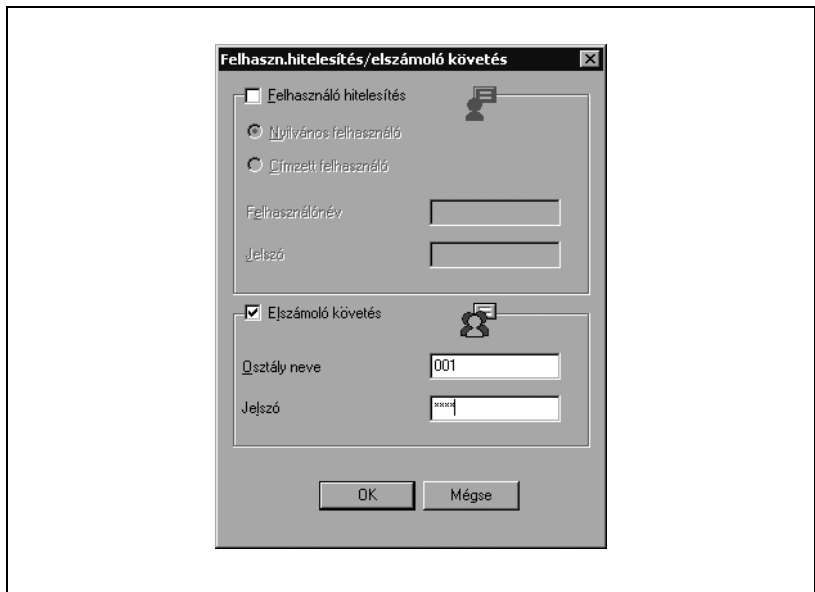 Felhaszn.hitelesítés/elszámoló követés
Felhasználó hitelesítés
Nyilvános felhasználó
Címzett felhasználó
Felhasználónév
Jelszó
Elszámoló követés
Osztály neve 001
Jelszó ****
OK Mégse